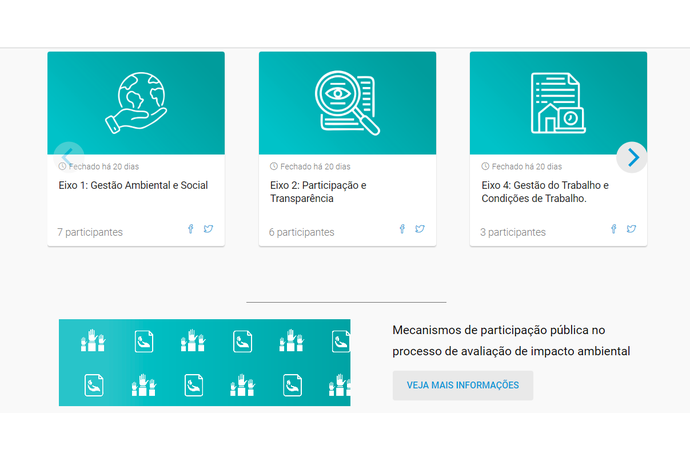 Fechado há 20 dias
Eixo 1: Gestão Ambiental e Social
7 participantes
Fechado há 20 dias
Eixo 2: Participação e
Transparência
6 participantes
Fechado há 20 dias
Eixo 4: Gestão do Trabalho e
Condições de Trabalho.
3 participantes
Mecanismos de participação pública no
processo de avaliação de impacto ambiental
VEJA MAIS INFORMAÇÕES